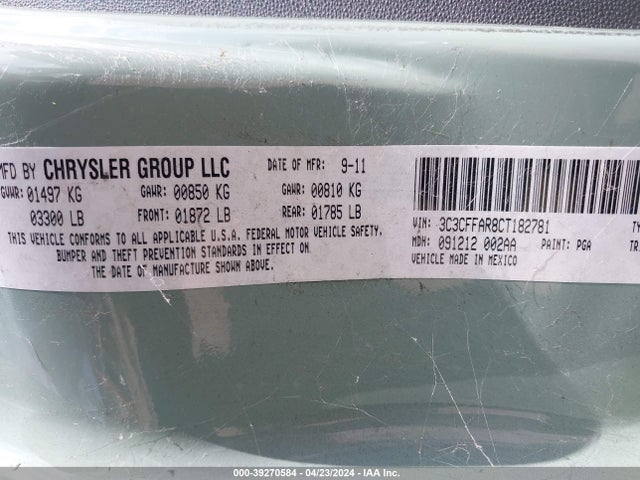 MFD BY CHRYSLER GROUP LLC DATE OF MFR: 9-11
GVWR: 01497 KG GAWR: 00850 KG GAWR: 00810 KG
03300 LB FRONT: 01872 LB REAR: 01785 LB
THIS VEHICLE CONFORMS TO ALL APPLICABLE U.S.A. FEDERAL MOTOR VEHICLE SAFETY,
BUMPER AND THEFT PREVENTION STANDARDS IN EFFECT ON
THE DATE OF MANUFACTURE SHOWN ABOVE.
VIN: 3C3CFFAR8CT182781 TY
MDH: 091212 002AA PAINT: PGA TR
VEHICLE MADE IN MEXICO
000-39270584 - 04/23/2024 - IAA Inc.